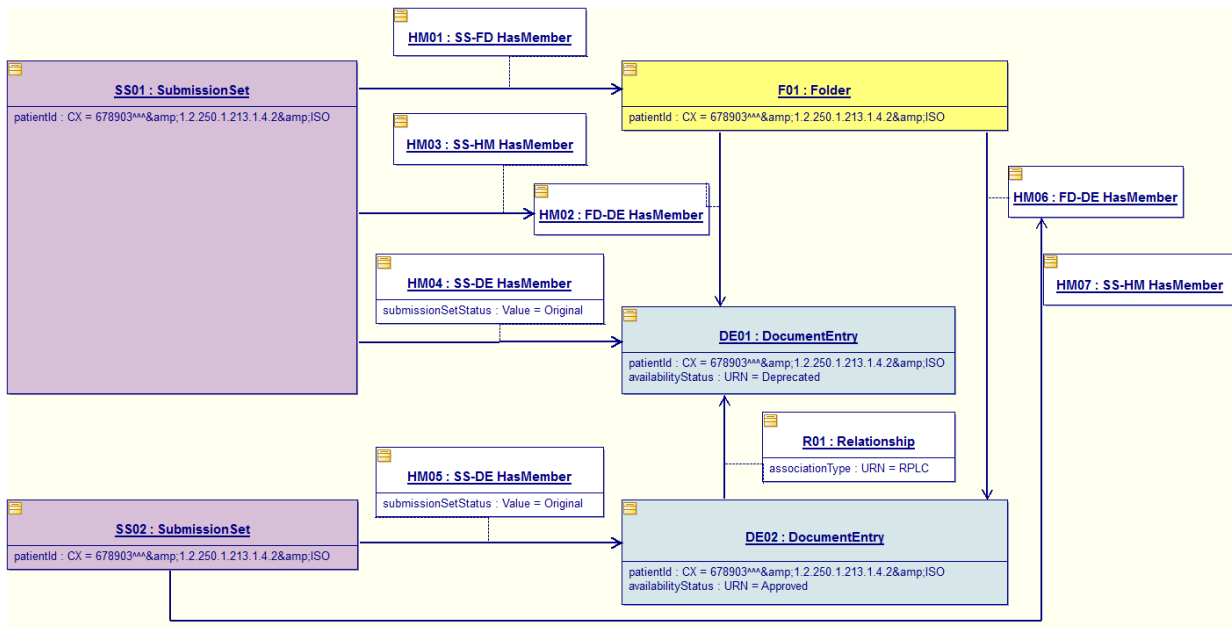 HM01 : SS-FD HasMember
SS01 : SubmissionSet
patientId : CX = 678903^^^&amp;1.2.250.1.213.1.4.2&amp;ISO
F01 : Folder
patientId : CX = 678903^^^&amp;1.2.250.1.213.1.4.2&amp;ISO
HM03 : SS-HM HasMember
HM02 : FD-DE HasMember
HM06 : FD-DE HasMember
HM04 : SS-DE HasMember
submissionSetStatus : Value = Original
HM07 : SS-HM HasMember
DE01 : DocumentEntry
patientId : CX = 678903^^^&amp;1.2.250.1.213.1.4.2&amp;ISO
availabilityStatus : URN = Deprecated
R01 : Relationship
associationType : URN = RPLC
HM05 : SS-DE HasMember
submissionSetStatus : Value = Original
SS02 : SubmissionSet
patientId : CX = 678903^^^&amp;1.2.250.1.213.1.4.2&amp;ISO
DE02 : DocumentEntry
patientId : CX = 678903^^^&amp;1.2.250.1.213.1.4.2&amp;ISO
availabilityStatus : URN = Approved